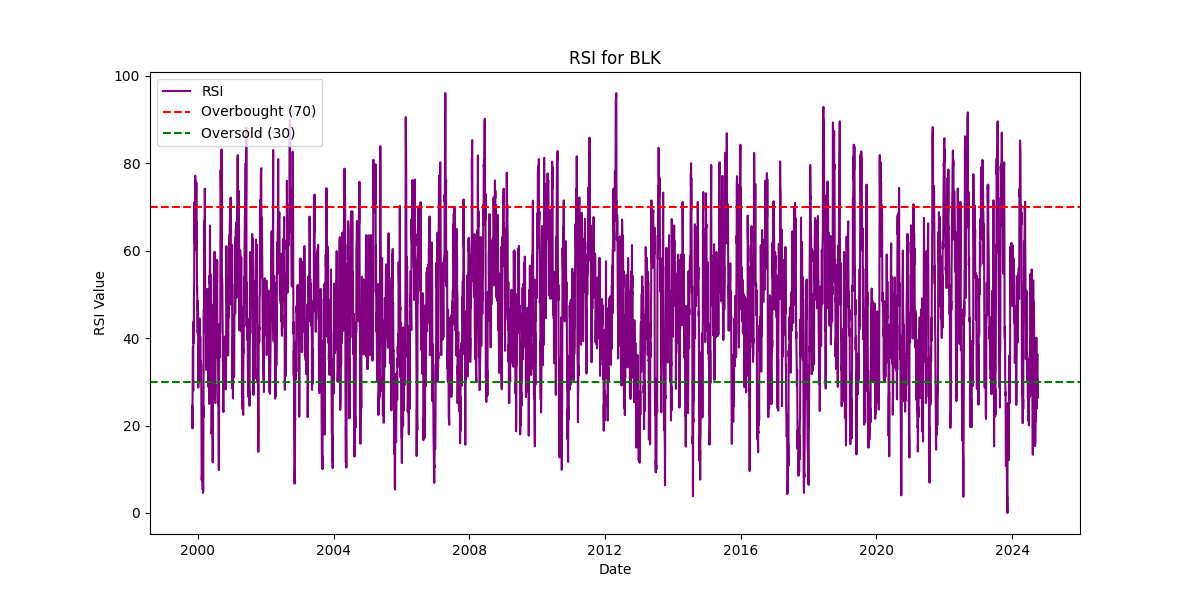 RSI for BLK
RSI
Overbought (70)
Oversold (30)
RSI Value
100
80
60
40
20
0
2000 2004 2008 2012 2016 2020 2024
Date